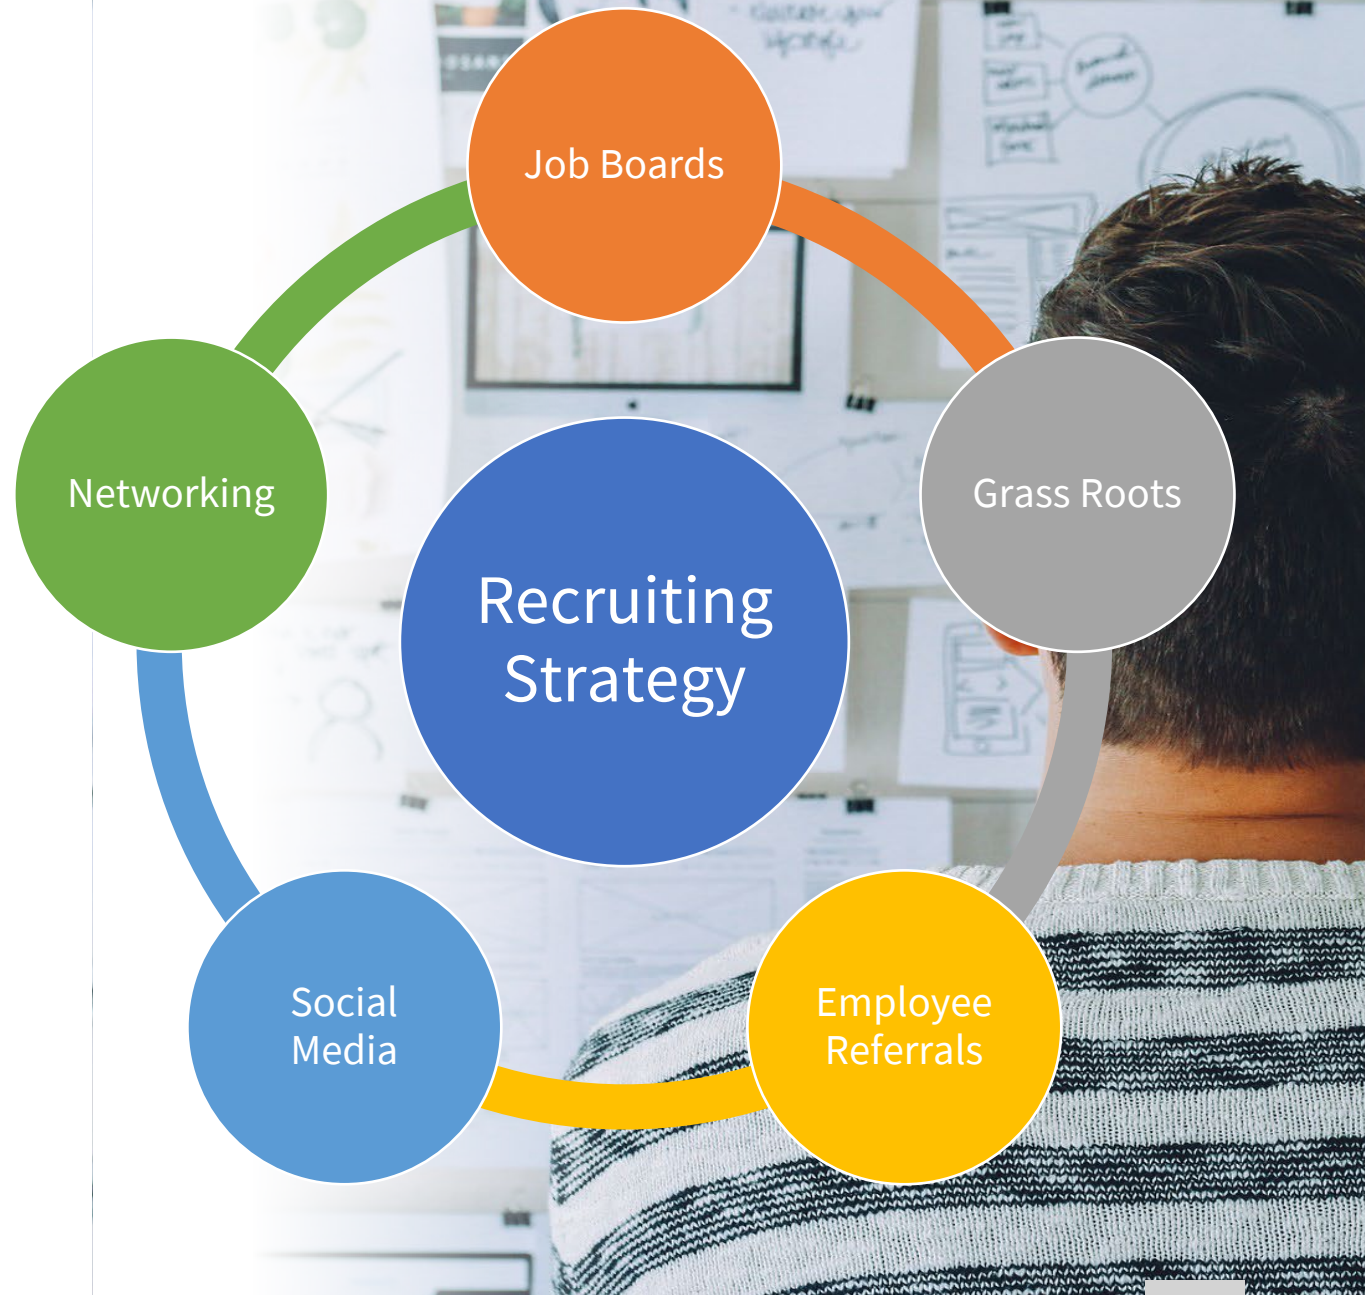 Job Boards
Networking
Grass Roots
Recruiting
Strategy
Social
Media
Employee
Referrals